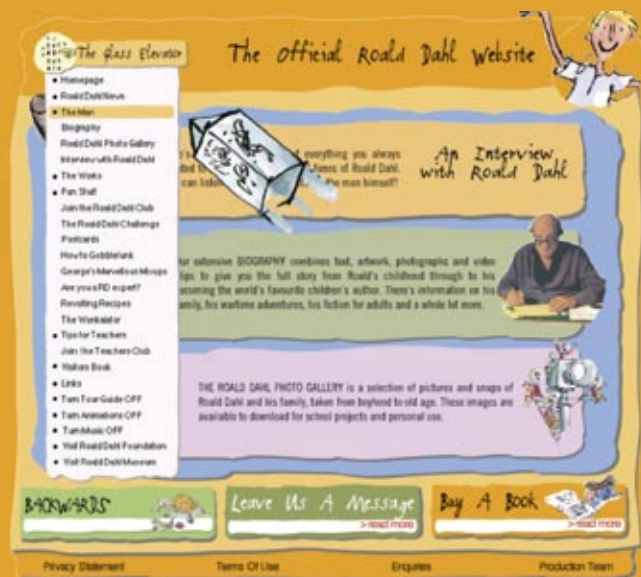 The Glass Elevator
The Official Roald Dahl Website
Homepage
Roald Dahl News
The Man
Biography
Roald Dahl Photo Gallery
Interview with Roald Dahl
The Works
Fun Stuff
Join the Roald Dahl Club
The Roald Dahl Challenge
Postcards
How to Gobblefunk
George's Marvellous Mixups
Are you a RD expert?
Revolting Recipes
The Wonkalator
Tips for Teachers
Join the Teachers Club
Visitors Book
Links
Turn Tour Guide OFF
Turn Animations OFF
Turn Music OFF
Visit Roald Dahl Foundation
Visit Roald Dahl Museum
everything you always
of Roald Dahl.
can the man himself!
An Interview
with Roald Dahl
our extensive BIOGRAPHY combines text, artwork, photographs and video
to give you the full story from Roald's childhood through to his
becoming the world's favourite children's author. There's information on his
family, his wartime adventures, his fiction for adults and a whole lot more.
THE ROALD DAHL PHOTO GALLERY is a selection of pictures and snaps of
Roald Dahl and his family, taken from boyhood to old age. These images are
available to download for school projects and personal use.
BACKWARDS
Leave Us A Message
> read more
Buy A Book
> read more
Privacy Statement
Terms Of Use
Enquiries
Production Team